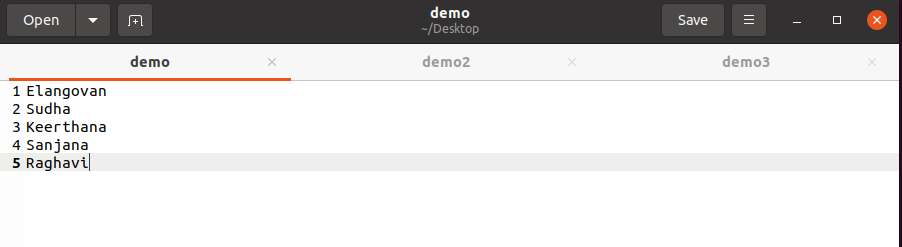 Open
demo
~/Desktop
Save
demo
demo2
demo3
1 Elangovan
2 Sudha
3 Keerthana
4 Sanjana
5 Raghavi